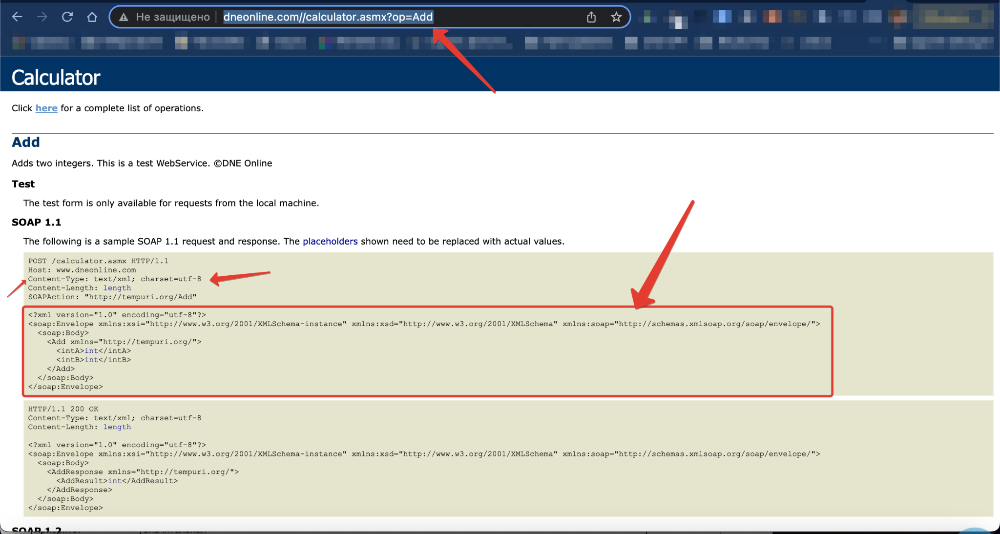 Не защищено dneonline.com//calculator.asmx?op=Add
Calculator
Click here for a complete list of operations.
Add
Adds two integers. This is a test WebService. ©DNE Online
Test
The test form is only available for requests from the local machine.
SOAP 1.1
The following is a sample SOAP 1.1 request and response. The placeholders shown need to be replaced with actual values.
POST /calculator.asmx HTTP/1.1
Host: www.dneonline.com
Content-Type: text/xml; charset=utf-8
Content-Length: length
SOAPAction: "http://tempuri.org/Add"
<?xml version="1.0" encoding="utf-8"?>
<soap:Envelope xmlns:xsi="http://www.w3.org/2001/XMLSchema-instance" xmlns:xsd="http://www.w3.org/2001/XMLSchema" xmlns:soap="http://schemas.xmlsoap.org/soap/envelope/">
  <soap:Body>
    <Add xmlns="http://tempuri.org/">
      <intA>int</intA>
      <intB>int</intB>
    </Add>
  </soap:Body>
</soap:Envelope>
HTTP/1.1 200 OK
Content-Type: text/xml; charset=utf-8
Content-Length: length
<?xml version="1.0" encoding="utf-8"?>
<soap:Envelope xmlns:xsi="http://www.w3.org/2001/XMLSchema-instance" xmlns:xsd="http://www.w3.org/2001/XMLSchema" xmlns:soap="http://schemas.xmlsoap.org/soap/envelope/">
  <soap:Body>
    <AddResponse xmlns="http://tempuri.org/">
      <AddResult>int</AddResult>
    </AddResponse>
  </soap:Body>
</soap:Envelope>
SOAP 1.2